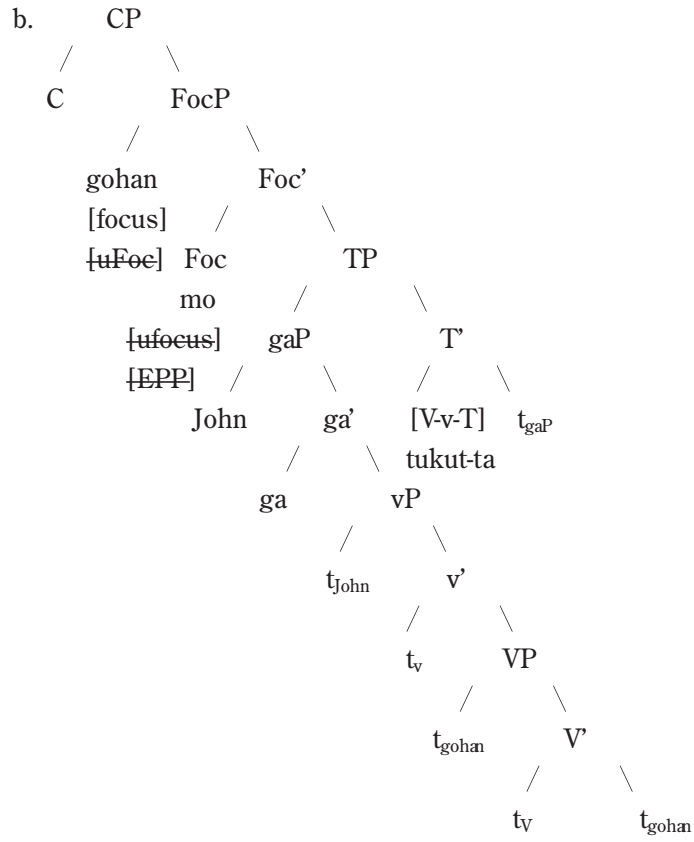 b. CP
C FocP
gohan Foc’
[focus]
[uFoc] Foc TP
mo
[ufocus] gaP T’
[EPP]
John ga’ [V-v-T] t_gaP
tukut-ta
ga vP
t_John v’
t_v VP
t_gohan V’
t_V t_gohan